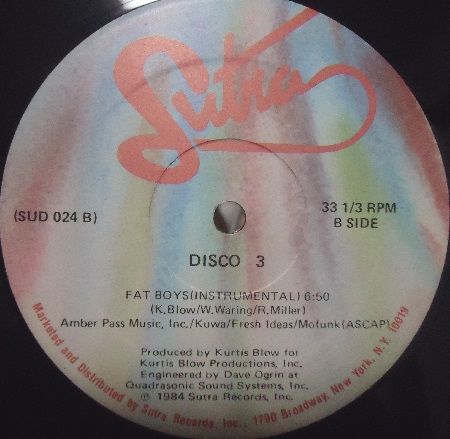 Sutra
(SUD 024 B)
33 1/3 RPM
B SIDE
DISCO 3
FAT BOYS(INSTRUMENTAL) 6:50
(K.Blow/W.Waring/R.Miller)
Amber Pass Music, Inc./Kuwa/Fresh Ideas/Mofunk(ASCAP)
Produced by Kurtis Blow for
Kurtis Blow Productions, Inc.
Engineered by Dave Ogrin at
Quadrasonic Sound Systems, Inc.
℗ 1984 Sutra Records, Inc.
Marketed and Distributed by Sutra Records, Inc., 1790 Broadway, New York, N.Y. 10019